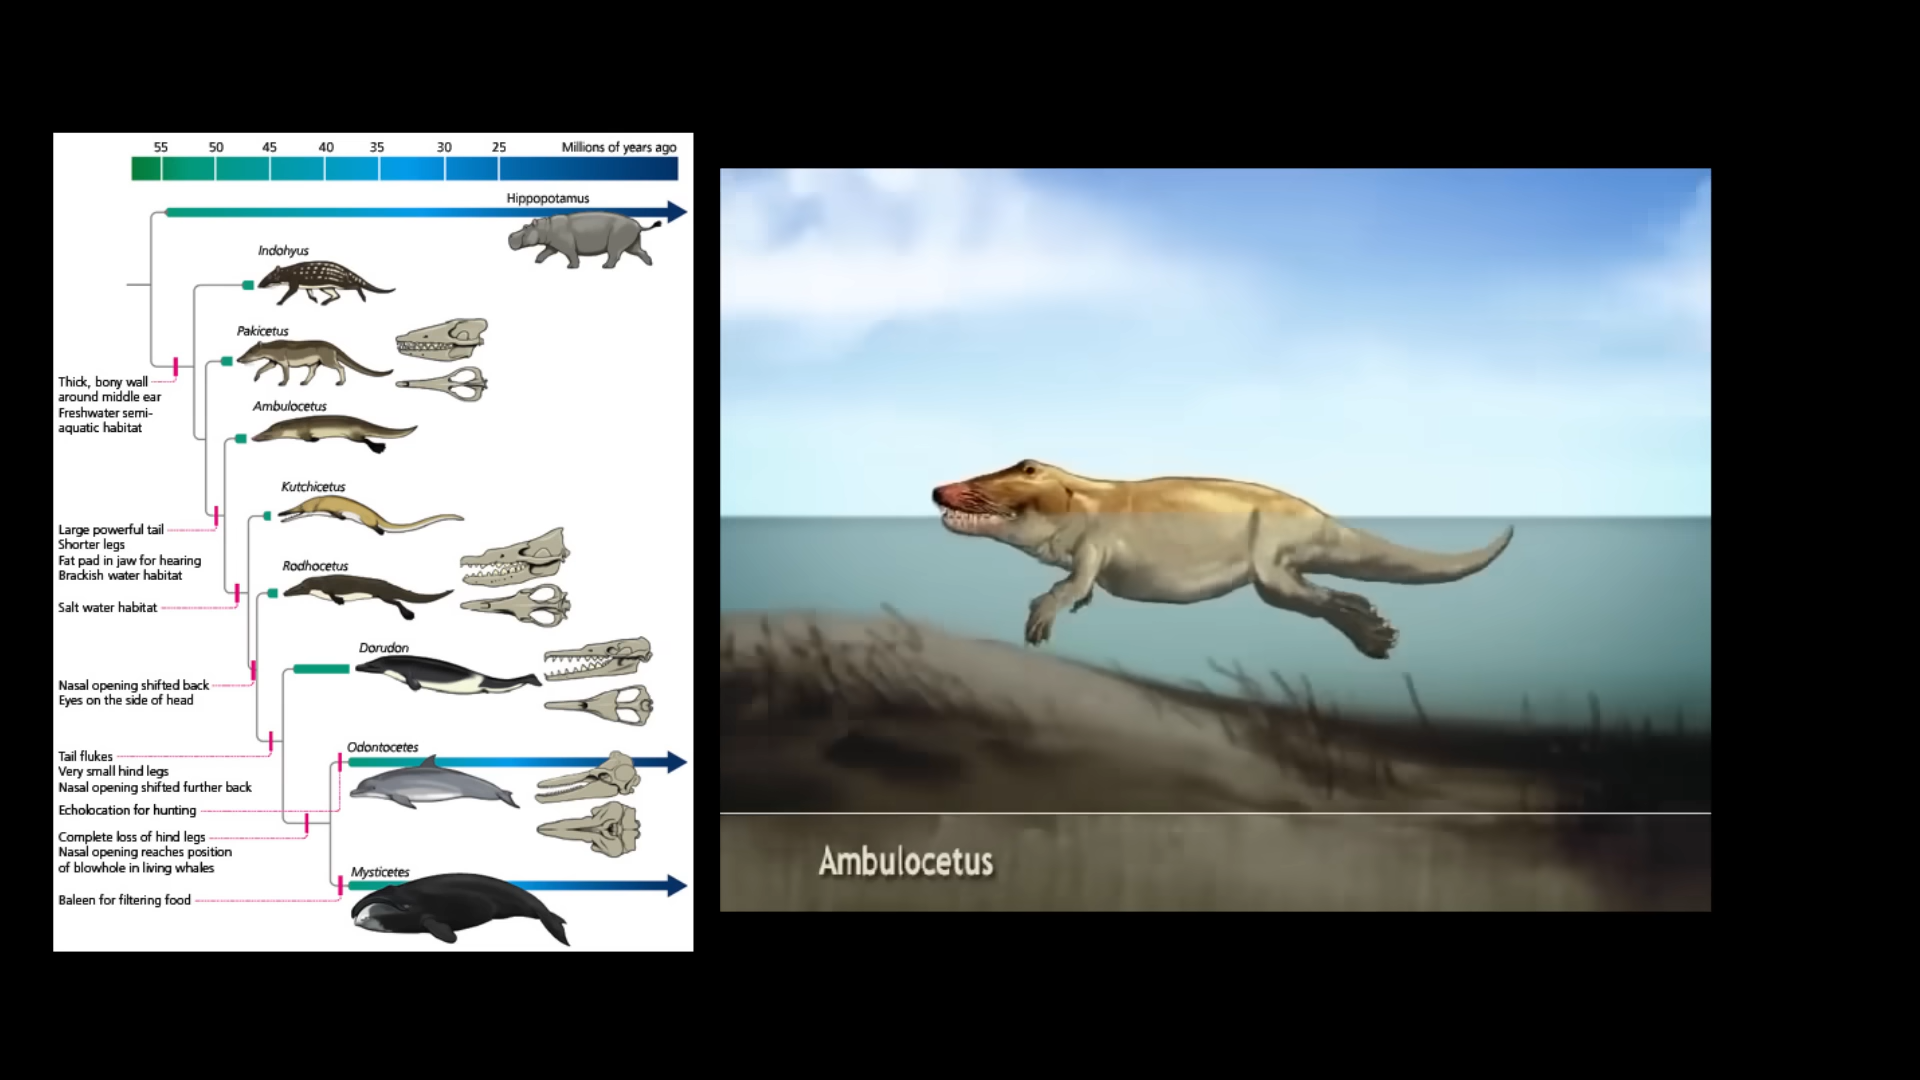 55 50 45 40 35 30 25 Millions of years ago
Hippopotamus
Indohyus
Pakicetus
Thick, bony wall
around middle ear
Freshwater semi-
aquatic habitat
Ambulocetus
Kutchicetus
Large powerful tail
Shorter legs
Fat pad in jaw for hearing
Brackish water habitat
Rodhocetus
Salt water habitat
Dorudon
Nasal opening shifted back
Eyes on the side of head
Odontocetes
Tail flukes
Very small hind legs
Nasal opening shifted further back
Echolocation for hunting
Complete loss of hind legs
Nasal opening reaches position
of blowhole in living whales
Mysticetes
Baleen for filtering food
Ambulocetus